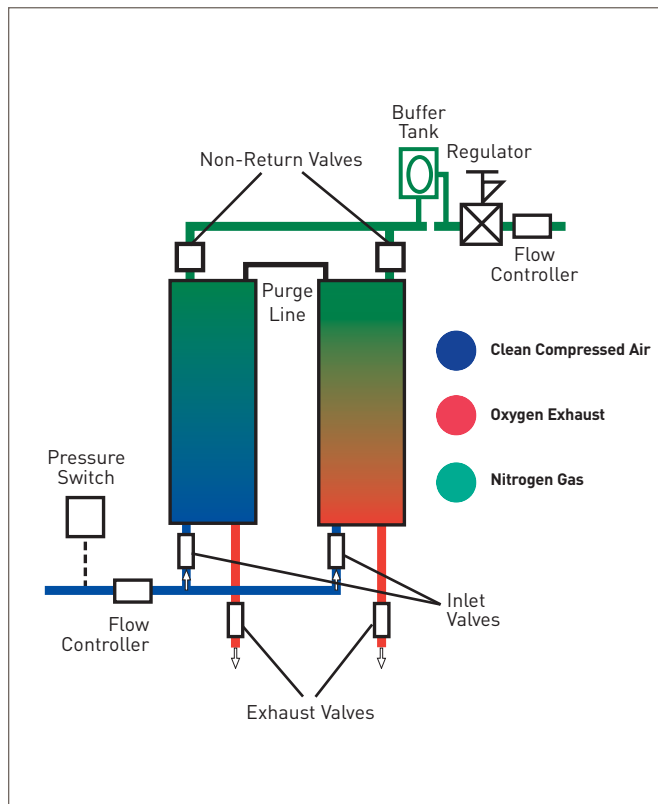 Buffer
Tank
Regulator
Non-Return Valves
Flow
Controller
Purge
Line
Clean Compressed Air
Oxygen Exhaust
Pressure
Switch
Nitrogen Gas
Inlet
Valves
Flow
Controller
Exhaust Valves